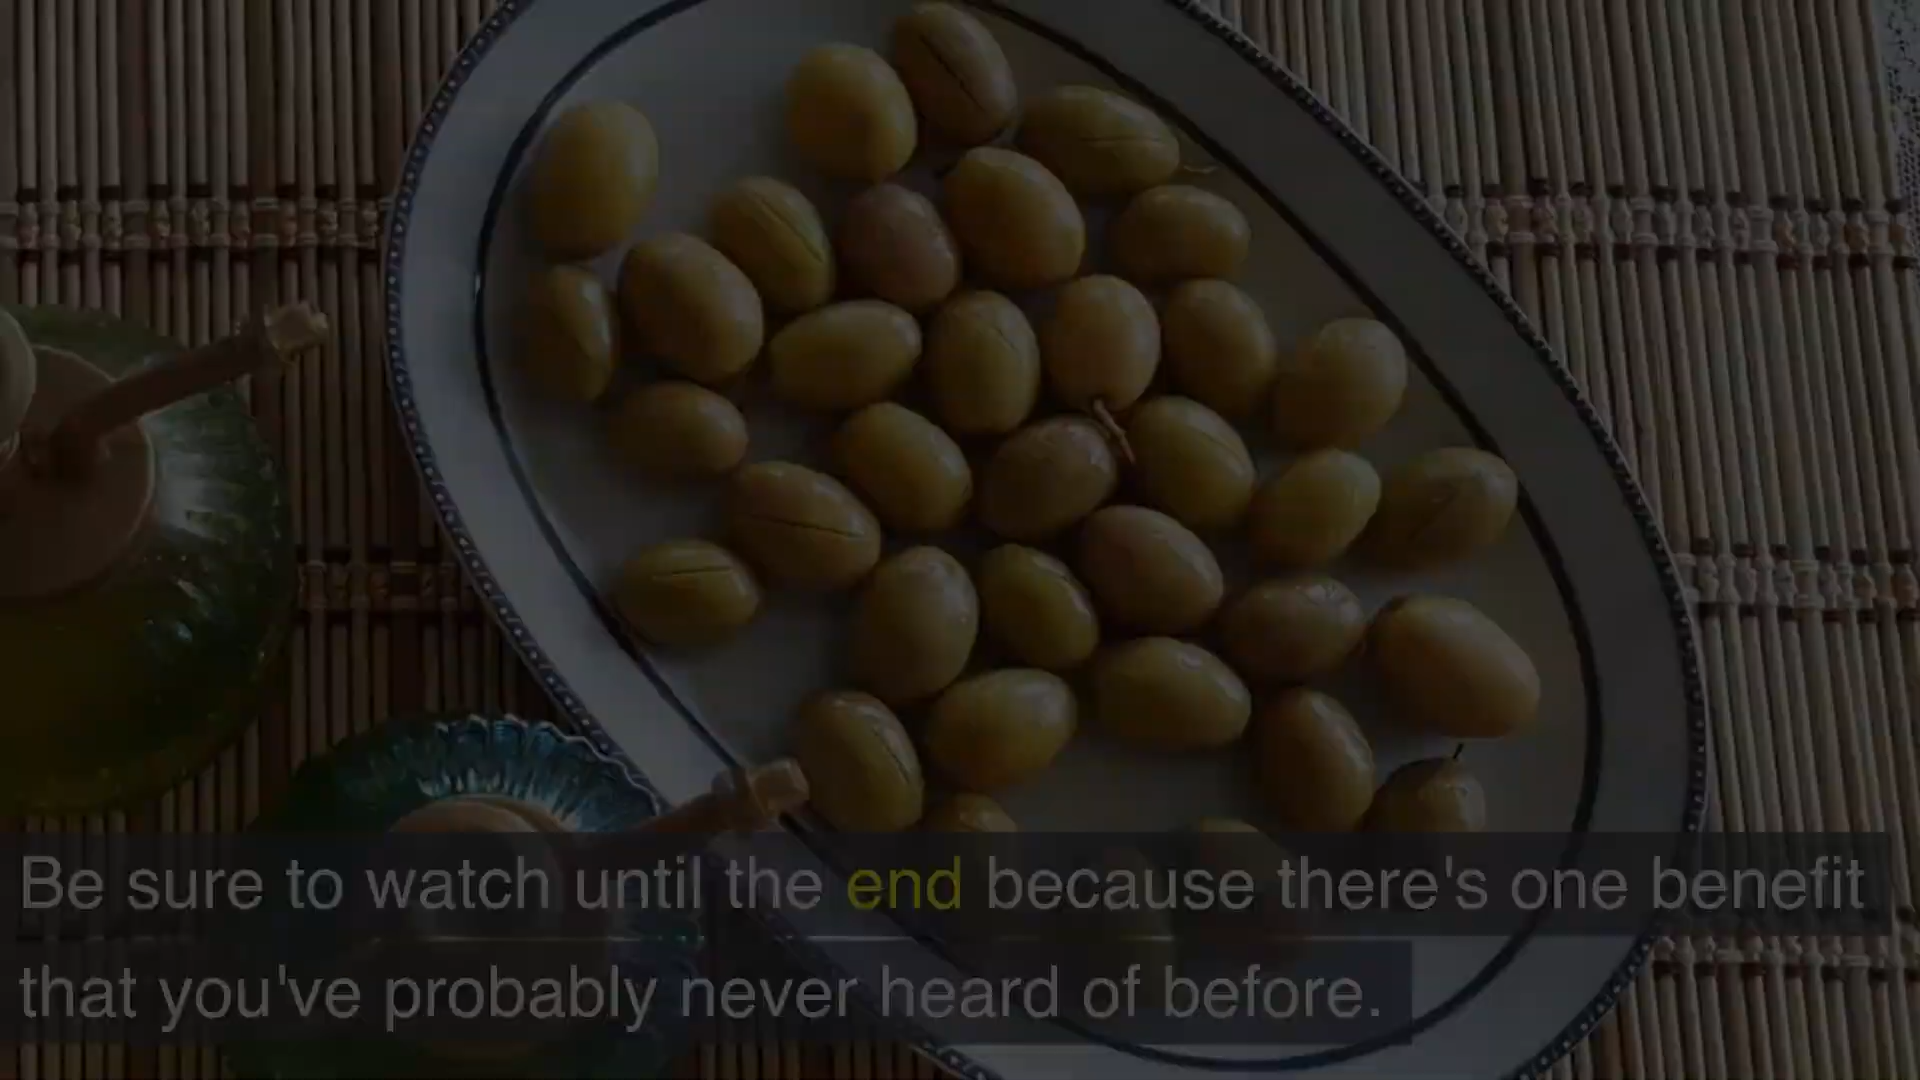 Be sure to watch until the end because there's one benefit
that you've probably never heard of before.